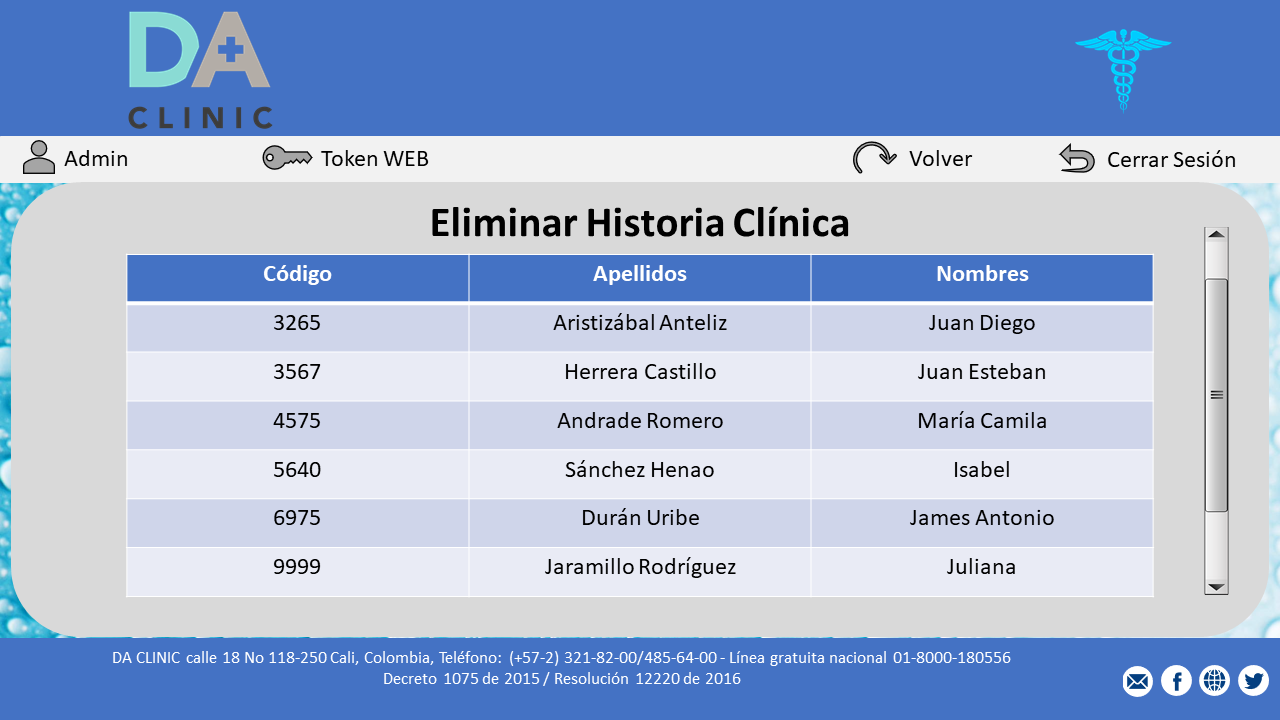 DA
CLINIC
Admin Token WEB Volver Cerrar Sesión
Eliminar Historia Clínica
Código Apellidos Nombres
3265 Aristizábal Anteliz Juan Diego
3567 Herrera Castillo Juan Esteban
4575 Andrade Romero María Camila
5640 Sánchez Henao Isabel
6975 Durán Uribe James Antonio
9999 Jaramillo Rodríguez Juliana
DA CLINIC calle 18 No 118-250 Cali, Colombia, Teléfono: (+57-2) 321-82-00/485-64-00 - Línea gratuita nacional 01-8000-180556
Decreto 1075 de 2015 / Resolución 12220 de 2016